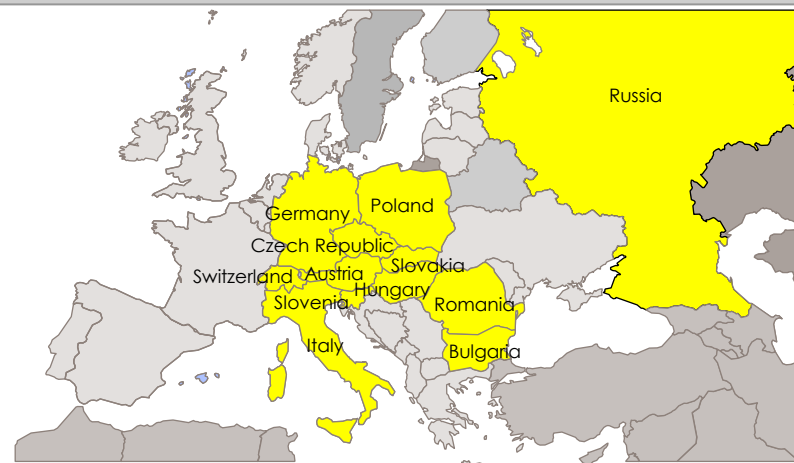 Russia
Poland
Germany
Czech Republic
Slovakia
Switzerland
Austria
Hungary
Slovenia
Romania
Italy
Bulgaria